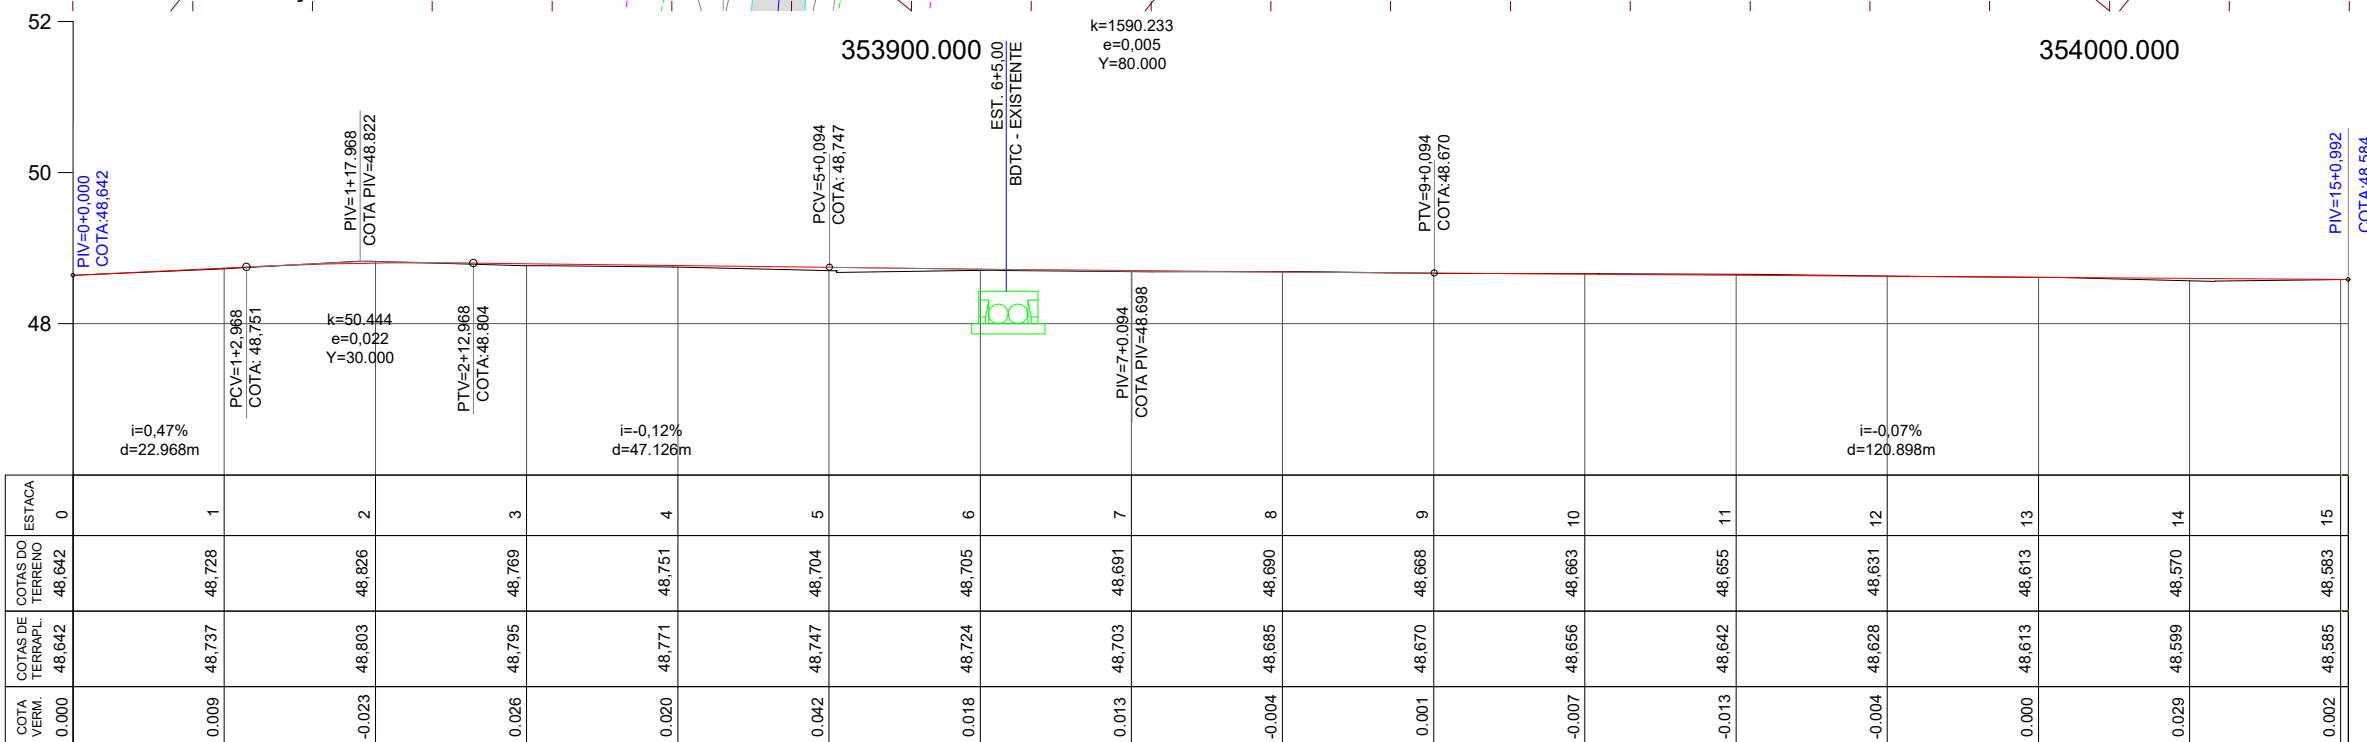 52
50
48
353900.000
354000.000
k=1590.233
e=0,005
Y=80.000
PIV=0+0,000
COTA:48,642
PIV=1+17.968
COTA PIV=48.822
PCV=5+0,094
COTA: 48,747
EST. 6+5,00
BDTC - EXISTENTE
PTV=9+0,094
COTA:48.670
PIV=15+0,992
COTA:48,584
PCV=1+2,968
COTA: 48,751
k=50.444
e=0,022
Y=30.000
PTV=2+12,968
COTA:48.804
PIV=7+0.094
COTA PIV=48.698
i=0,47%
d=22.968m
i=-0,12%
d=47.126m
i=-0,07%
d=120.898m
ESTACA 0 1 2 3 4 5 6 7 8 9 10 11 12 13 14 15
COTAS DO
TERRENO 48,642 48,728 48,826 48,769 48,751 48,704 48,705 48,691 48,690 48,668 48,663 48,655 48,631 48,613 48,570 48,583
COTAS DE
TERRAPL. 48,642 48,737 48,803 48,795 48,771 48,747 48,724 48,703 48,685 48,670 48,656 48,642 48,628 48,613 48,599 48,585
COTA
VERM. 0.000 0.009 -0.023 0.026 0.020 0.042 0.018 0.013 -0.004 0.001 -0.007 -0.013 -0.004 0.000 0.029 0.002